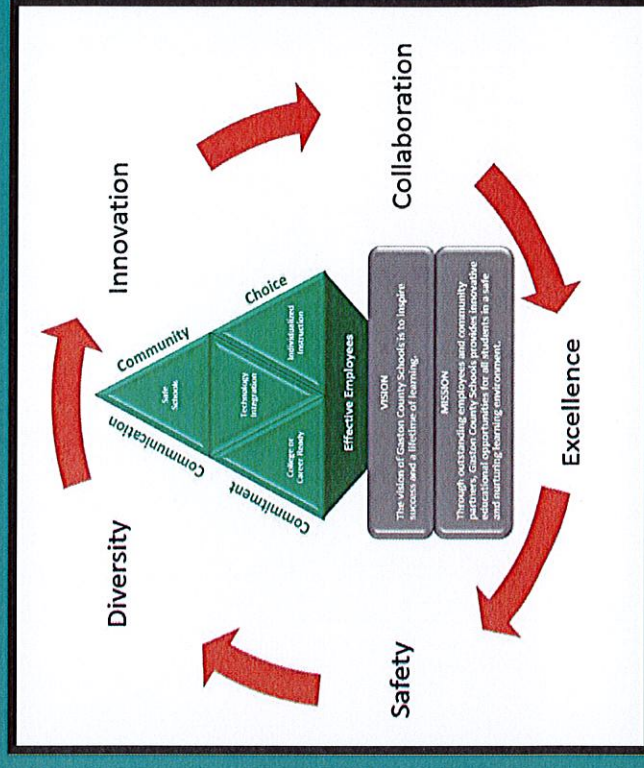 Innovation
Diversity
Collaboration
Safety
Excellence
Communication
Community
Commitment
Choice
Safe
Schools
Technology
Integration
College or
Career Ready
Individualized
Instruction
Effective Employees
VISION
The vision of Gaston County Schools is to inspire
success and a lifetime of learning.
MISSION
Through outstanding employees and community
partners, Gaston County Schools provides innovative
educational opportunities for all students in a safe
and nurturing learning environment.